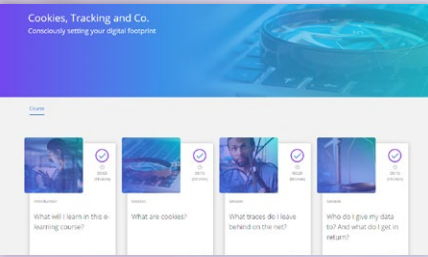 Cookies, Tracking and Co.
Consciously setting your digital footprint
Course
What will I learn in this e-
learning course?
What are cookies?
What traces do I leave
behind on the net?
Who do I give my data
to? And what do I get in
return?